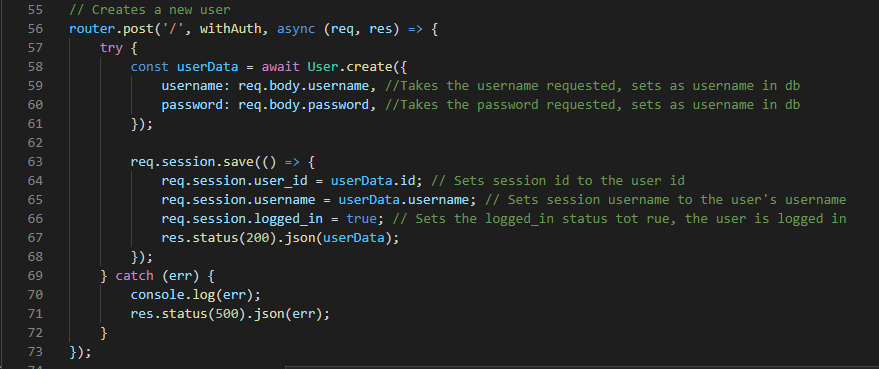 55 // Creates a new user
56 router.post('/', withAuth, async (req, res) => {
57 try {
58 const userData = await User.create({
59 username: req.body.username, //Takes the username requested, sets as username in db
60 password: req.body.password, //Takes the password requested, sets as username in db
61 });
62
63 req.session.save(() => {
64 req.session.user_id = userData.id; // Sets session id to the user id
65 req.session.username = userData.username; // Sets session username to the user's username
66 req.session.logged_in = true; // Sets the logged_in status tot rue, the user is logged in
67 res.status(200).json(userData);
68 });
69 } catch (err) {
70 console.log(err);
71 res.status(500).json(err);
72 }
73 });